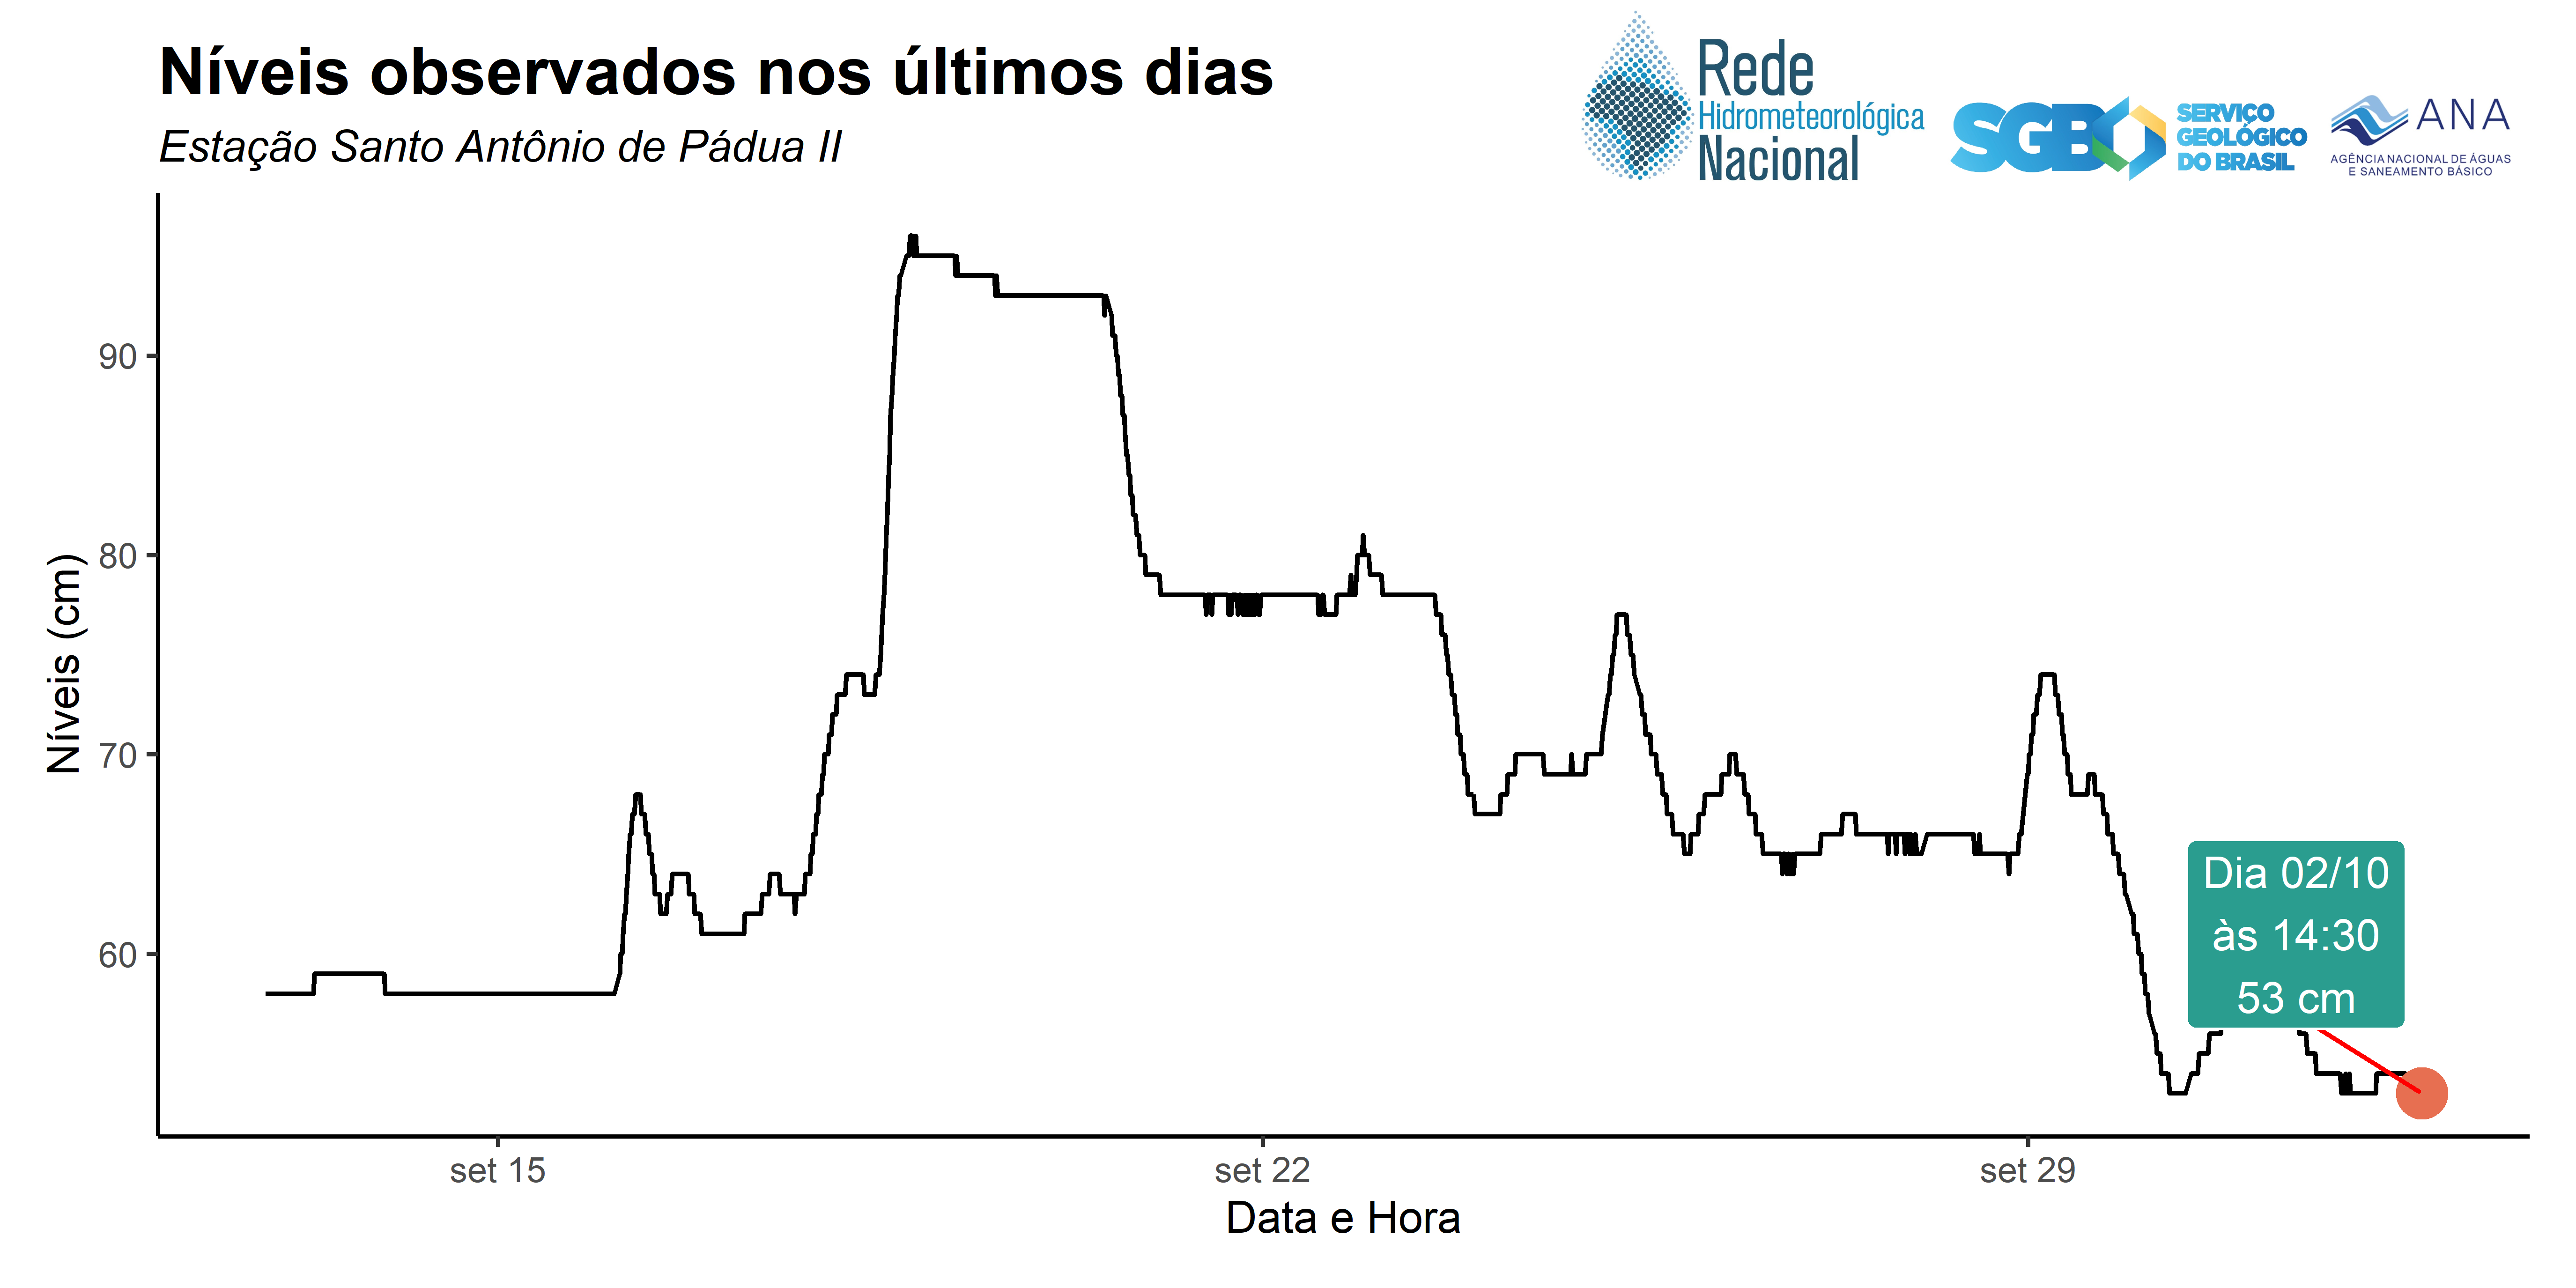 Níveis observados nos últimos dias
Estação Santo Antônio de Pádua II
Rede
Hidrometeorológica
Nacional
SGB
SERVIÇO
GEOLÓGICO
DO BRASIL
ANA
AGÊNCIA NACIONAL DE ÁGUAS
E SANEAMENTO BÁSICO
Níveis (cm)
90
80
70
60
Dia 02/10
às 14:30
53 cm
set 15
set 22
set 29
Data e Hora